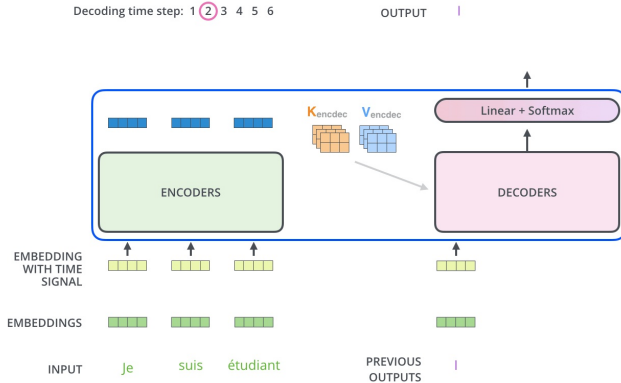 Decoding time step: 1 2 3 4 5 6
OUTPUT I
Kencdec Vencdec
Linear + Softmax
ENCODERS
DECODERS
EMBEDDING
WITH TIME
SIGNAL
EMBEDDINGS
INPUT Je suis étudiant
PREVIOUS
OUTPUTS
I